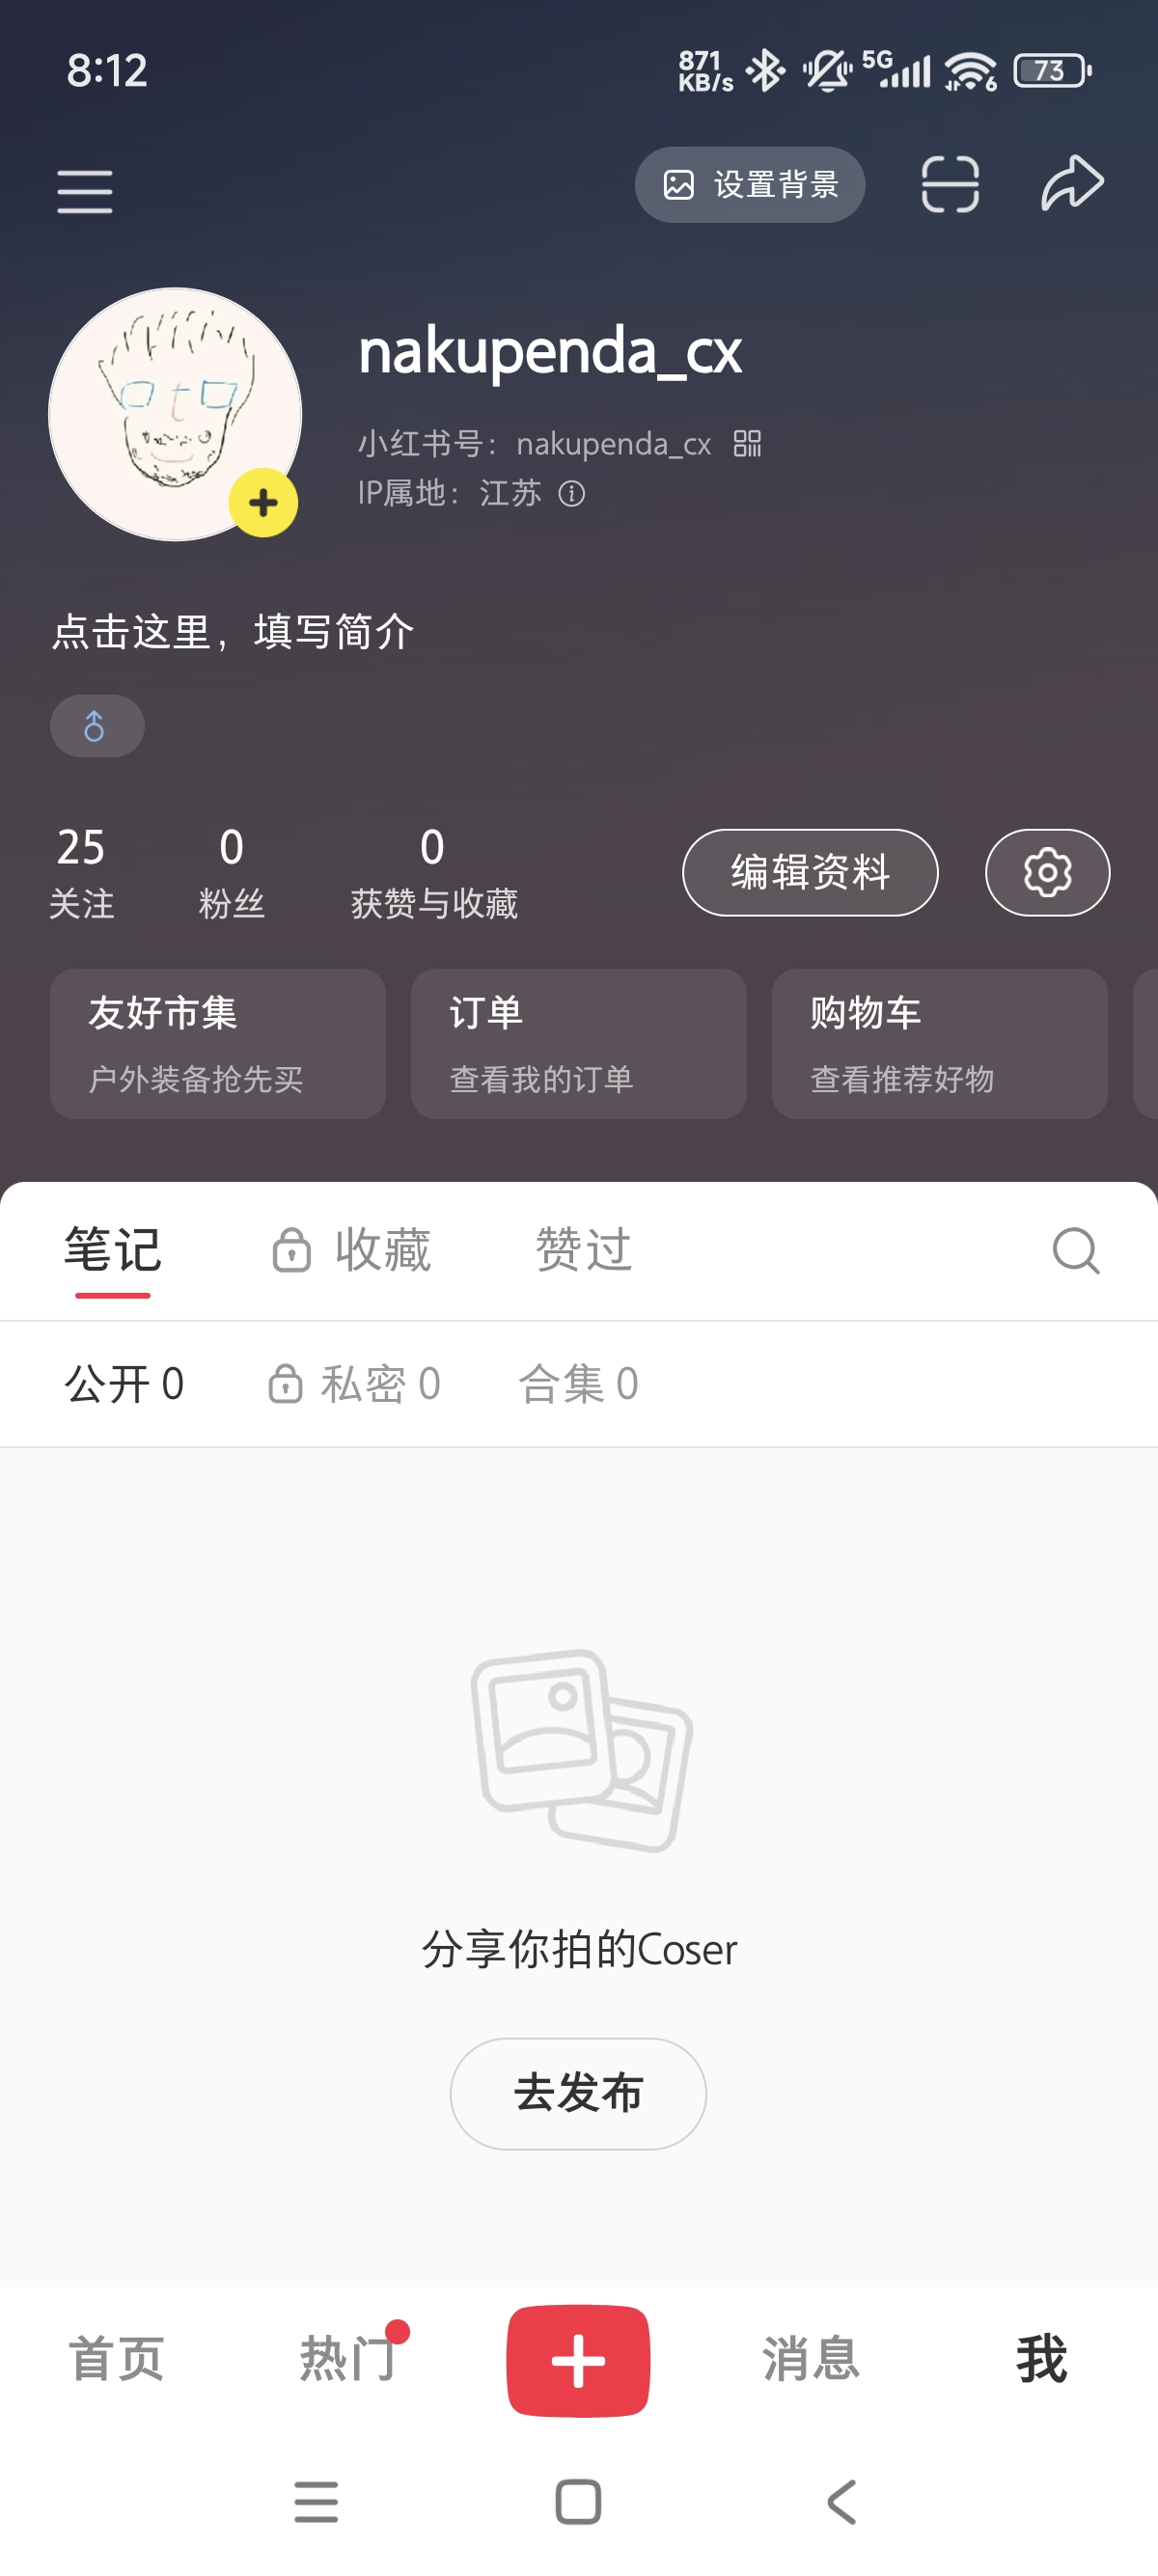 8:12
871 KB/s 5G 6 73
设置背景
nakupenda_cx
小红书号：nakupenda_cx
IP属地：江苏
点击这里，填写简介
25 0 0
关注 粉丝 获赞与收藏
编辑资料
友好市集 订单 购物车
户外装备抢先买 查看我的订单 查看推荐好物
笔记 收藏 赞过
公开 0 私密 0 合集 0
分享你拍的Coser
去发布
首页 热门 消息 我